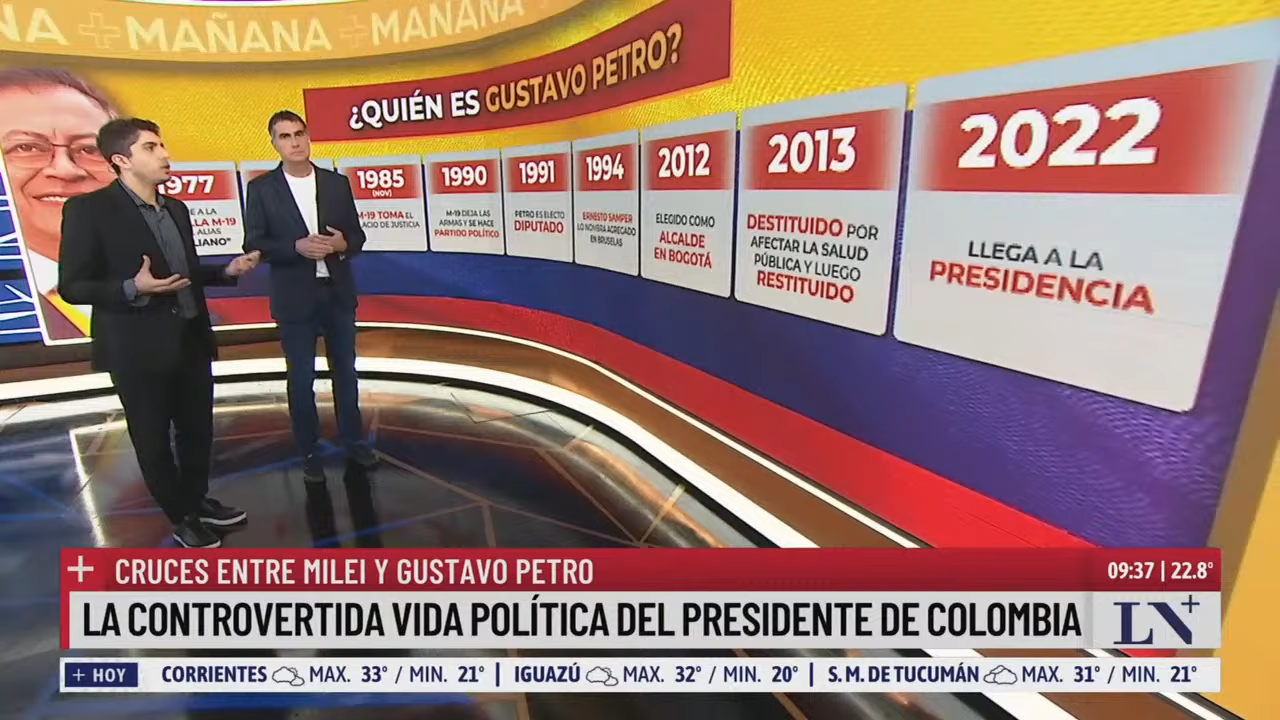 MAÑANA
MAÑANA
¿QUIÉN ES GUSTAVO PETRO?
1977
M-19
ALIAS
1985
(NOV)
M-19 TOMA EL
DE JUSTICIA
1990
M-19 DEJA LAS
ARMAS Y SE HACE
PARTIDO POLÍTICO
1991
PETRO ES ELECTO
DIPUTADO
1994
ERNESTO SAMPER
LO NOMBRA AGREGADO
EN BRUSELAS
2012
ELEGIDO COMO
ALCALDE
EN BOGOTÁ
2013
DESTITUIDO POR
AFECTAR LA SALUD
PÚBLICA Y LUEGO
RESTITUIDO
2022
LLEGA A LA
PRESIDENCIA
+ CRUCES ENTRE MILEI Y GUSTAVO PETRO
09:37 | 22.8°
LA CONTROVERTIDA VIDA POLÍTICA DEL PRESIDENTE DE COLOMBIA
LN+
+ HOY CORRIENTES MAX. 33° / MIN. 21° | IGUAZÚ MAX. 32° / MIN. 20° | S. M. DE TUCUMÁN MAX. 31° / MIN. 21°